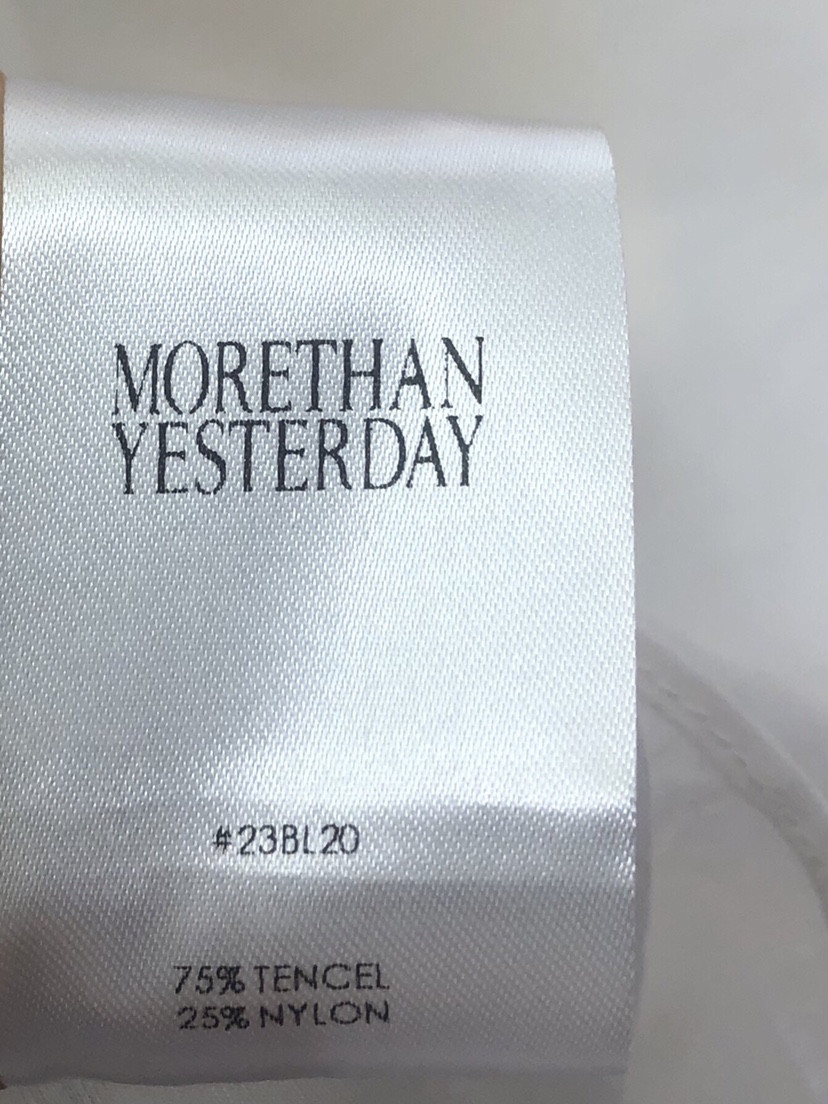 MORETHAN
YESTERDAY
#23BL20
75% TENCEL
25% NYLON